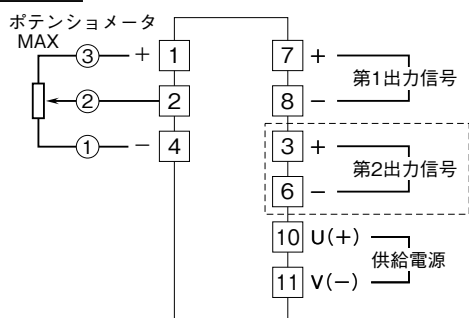 ポテンショメータ
MAX
③ + 1
② 2
① − 4
7 +
第1出力信号
8 −
3 +
第2出力信号
6 −
10 U(+)
供給電源
11 V(−)